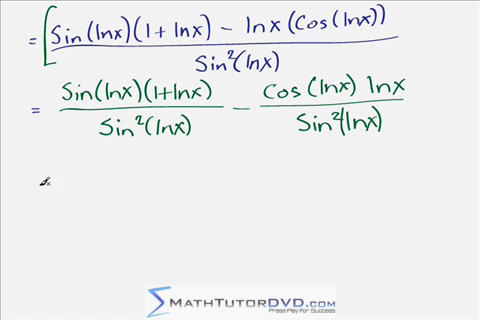 = [ (Sin(lnx)(1 + lnx) - lnx (Cos(lnx))) / Sin²(lnx)
= Sin(lnx)(1+lnx) / Sin²(lnx) - Cos(lnx) lnx / Sin²(lnx)
MATHTUTORDVD.COM
Press Play For Success